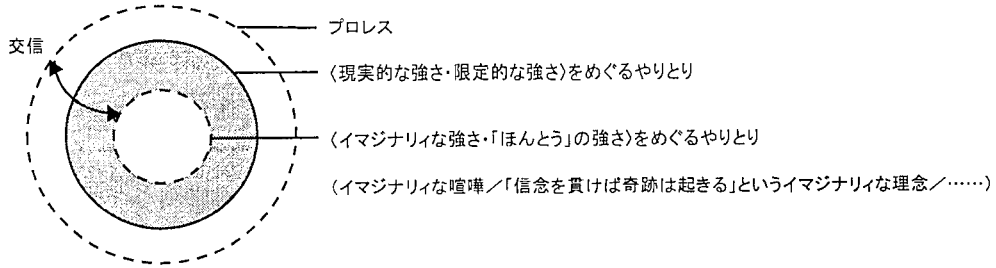 プロレス
交信
〈現実的な強さ・限定的な強さ〉をめぐるやりとり
〈イマジナリィな強さ・「ほんとう」の強さ〉をめぐるやりとり
（イマジナリィな喧嘩／「信念を貫けば奇跡は起きる」というイマジナリィな理念／……）